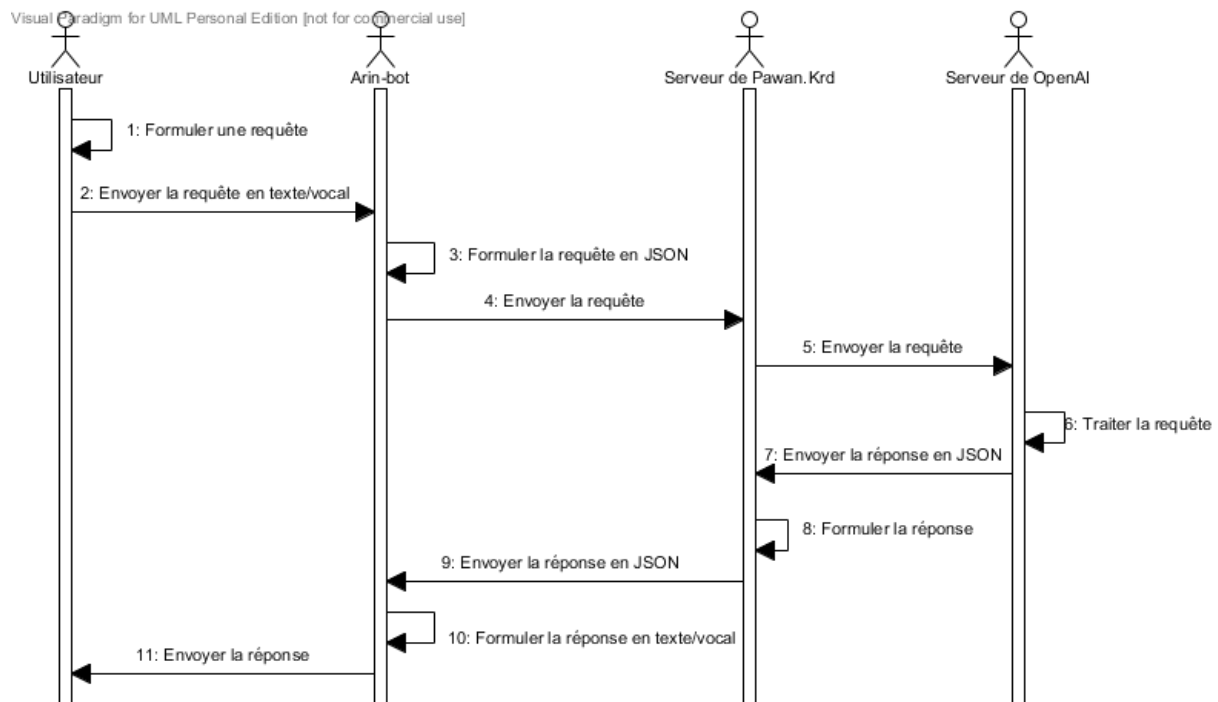 Visual Paradigm for UML Personal Edition [not for commercial use]
Utilisateur
Arin-bot
Serveur de Pawan.Krd
Serveur de OpenAI
1: Formuler une requête
2: Envoyer la requête en texte/vocal
3: Formuler la requête en JSON
4: Envoyer la requête
5: Envoyer la requête
6: Traiter la requête
7: Envoyer la réponse en JSON
8: Formuler la réponse
9: Envoyer la réponse en JSON
10: Formuler la réponse en texte/vocal
11: Envoyer la réponse